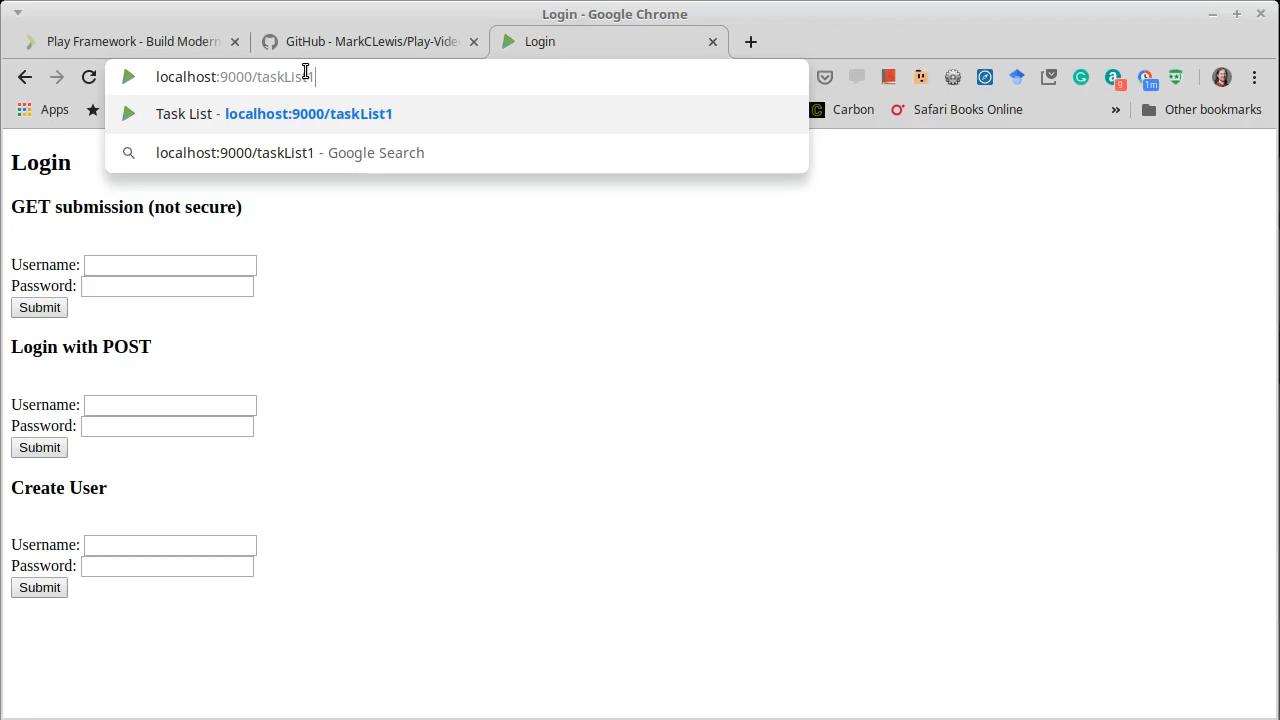 Login - Google Chrome
Play Framework - Build Modern
GitHub - MarkCLewis/Play-Vide
Login
localhost:9000/taskList1
9
1m
Apps
Carbon
Safari Books Online
»
Other bookmarks
Task List - localhost:9000/taskList1
localhost:9000/taskList1 - Google Search
Login
GET submission (not secure)
Username:
Password:
Submit
Login with POST
Username:
Password:
Submit
Create User
Username:
Password:
Submit